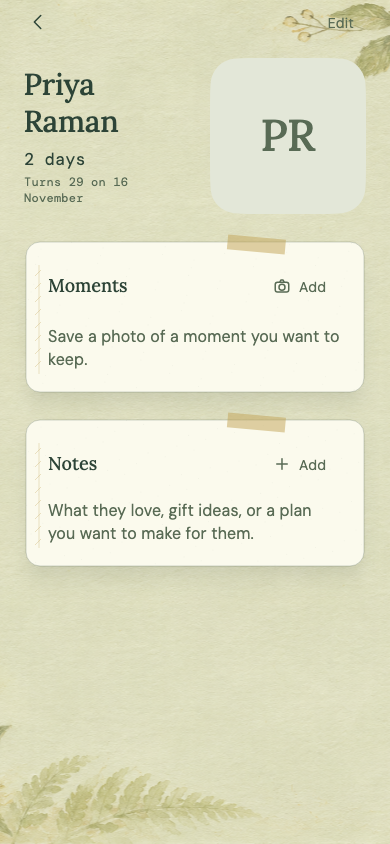 Edit
Priya
Raman
2 days
Turns 29 on 16
November
PR
Moments
Add
Save a photo of a moment you want to
keep.
Notes
Add
What they love, gift ideas, or a plan
you want to make for them.